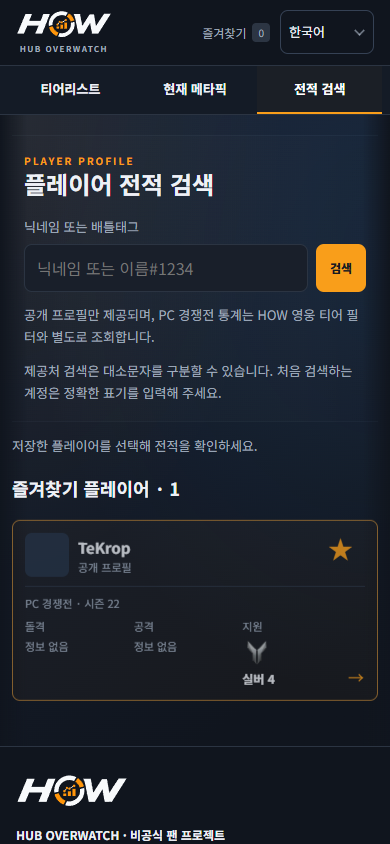 HOW
HUB OVERWATCH
즐겨찾기 0
한국어
티어리스트
현재 메타픽
전적 검색
PLAYER PROFILE
플레이어 전적 검색
닉네임 또는 배틀태그
닉네임 또는 이름#1234
검색
공개 프로필만 제공되며, PC 경쟁전 통계는 HOW 영웅 티어 필
터와 별도로 조회합니다.
제공처 검색은 대소문자를 구분할 수 있습니다. 처음 검색하는
계정은 정확한 표기를 입력해 주세요.
저장한 플레이어를 선택해 전적을 확인하세요.
즐겨찾기 플레이어 · 1
TeKrop
공개 프로필
PC 경쟁전 · 시즌 22
돌격 공격 지원
정보 없음 정보 없음
실버 4 →
HOW
HUB OVERWATCH · 비공식 팬 프로젝트